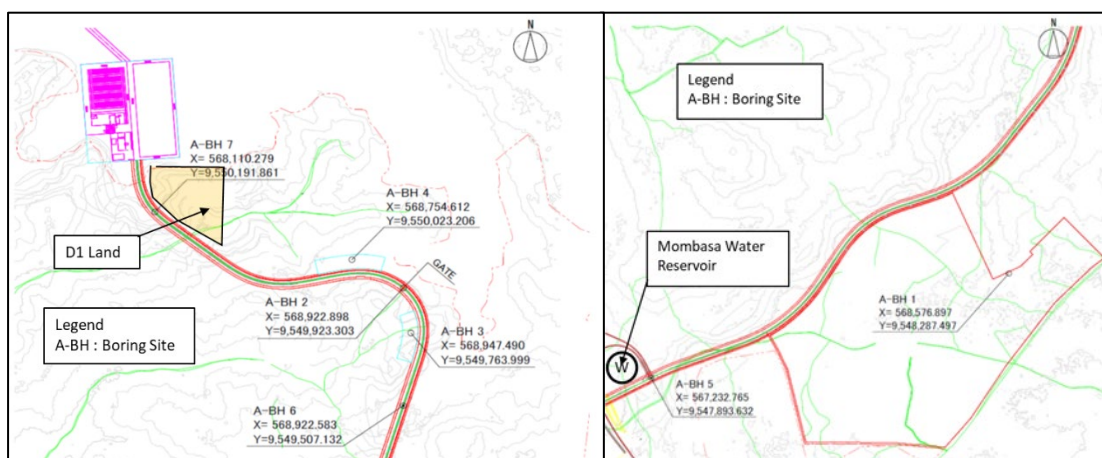 N
A-BH 7
X= 568,110.279
Y=9,550,191.861
A-BH 4
X= 568,754.612
Y=9,550,023.206
D1 Land
GATE
A-BH 2
X= 568,922.898
Y=9,549,923.303
Legend
A-BH : Boring Site
A-BH 3
X= 568,947.490
Y=9,549,763.999
A-BH 6
X= 568,922.583
Y=9,549,507.132
N
Legend
A-BH : Boring Site
Mombasa Water
Reservoir
A-BH 1
X= 568,576.897
Y=9,548,287.497
W
A-BH 5
X= 567,232.765
Y=9,547,893.632